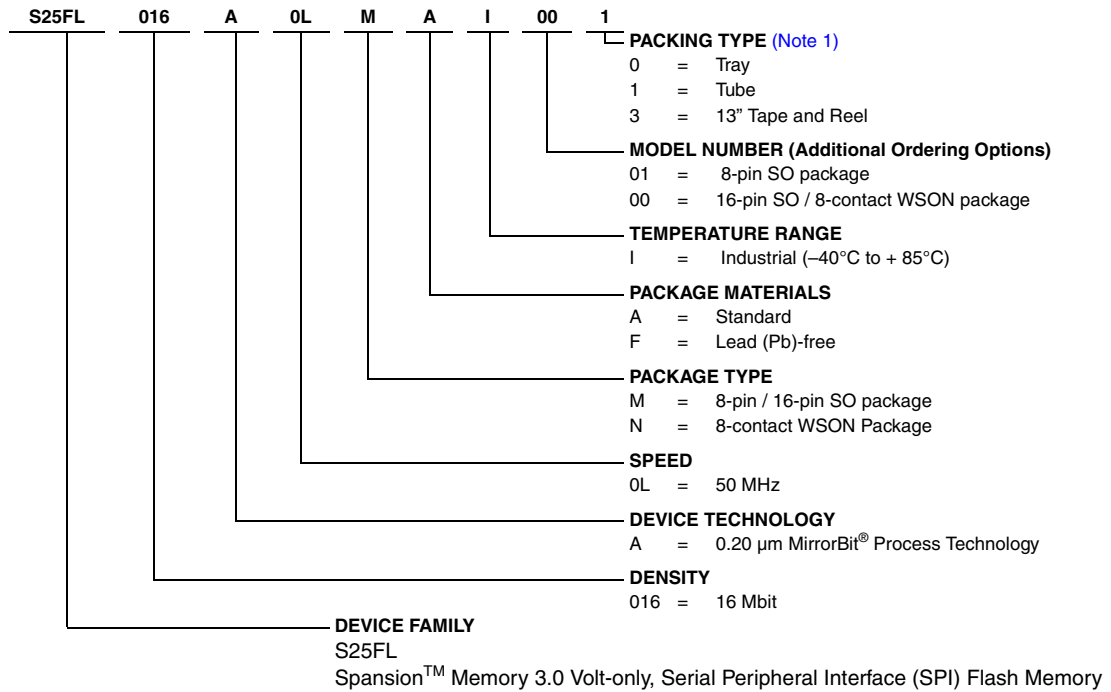 S25FL 016 A 0L M A I 00 1
PACKING TYPE (Note 1)
0 = Tray
1 = Tube
3 = 13” Tape and Reel
MODEL NUMBER (Additional Ordering Options)
01 = 8-pin SO package
00 = 16-pin SO / 8-contact WSON package
TEMPERATURE RANGE
I = Industrial (–40°C to + 85°C)
PACKAGE MATERIALS
A = Standard
F = Lead (Pb)-free
PACKAGE TYPE
M = 8-pin / 16-pin SO package
N = 8-contact WSON Package
SPEED
0L = 50 MHz
DEVICE TECHNOLOGY
A = 0.20 µm MirrorBit® Process Technology
DENSITY
016 = 16 Mbit
DEVICE FAMILY
S25FL
Spansion™ Memory 3.0 Volt-only, Serial Peripheral Interface (SPI) Flash Memory